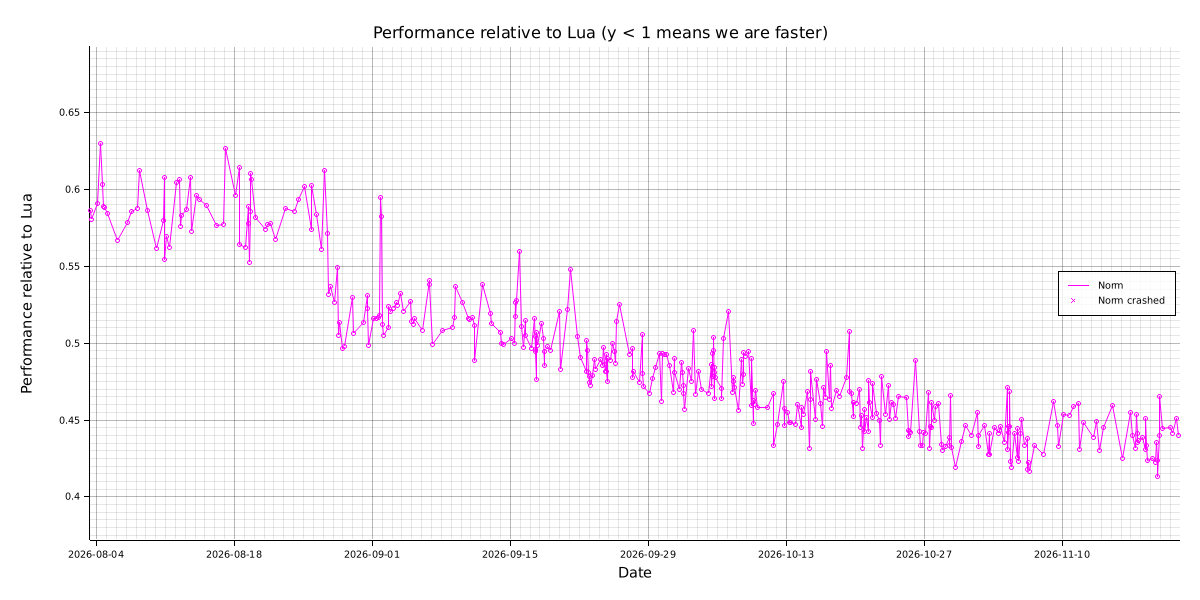 Performance relative to Lua (y < 1 means we are faster)
Performance relative to Lua
0.65
0.6
0.55
0.5
0.45
0.4
Norm
Norm crashed
2026-08-04
2026-08-18
2026-09-01
2026-09-15
2026-09-29
2026-10-13
2026-10-27
2026-11-10
Date